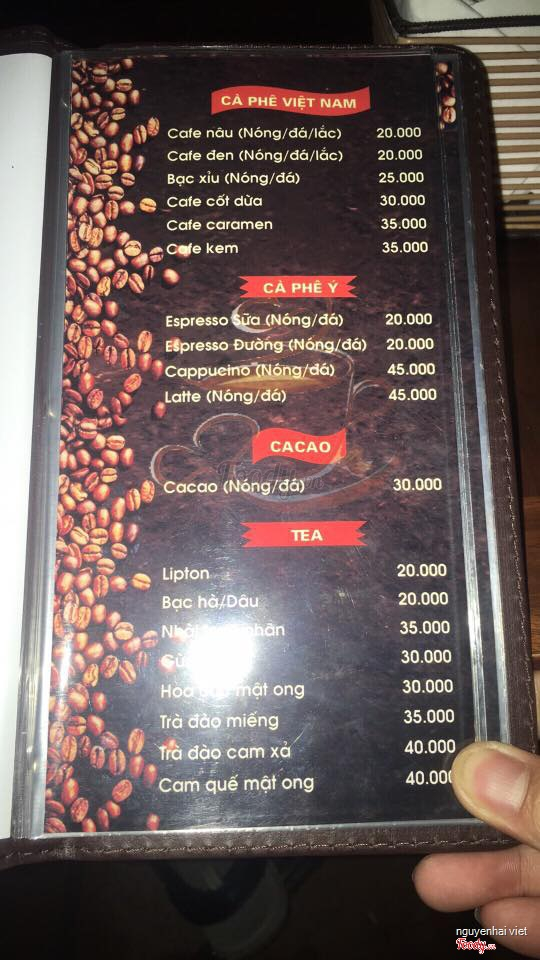 CÀ PHÊ VIỆT NAM
Cafe nâu (Nóng/đá/lắc) 20.000
Cafe đen (Nóng/đá/lắc) 20.000
Bạc xỉu (Nóng/đá) 25.000
Cafe cốt dừa 30.000
Cafe caramen 35.000
Cafe kem 35.000
CÀ PHÊ Ý
Espresso Sữa (Nóng/đá) 20.000
Espresso Đường (Nóng/đá) 20.000
Cappucino (Nóng/đá) 45.000
Latte (Nóng/đá) 45.000
CACAO
Cacao (Nóng/đá) 30.000
TEA
Lipton 20.000
Bạc hà/Dâu 20.000
35.000
30.000
Hoa mật ong 30.000
Trà đào miếng 35.000
Trà đào cam xả 40.000
Cam quế mật ong 40.000
nguyenhai viet
Foody.vn